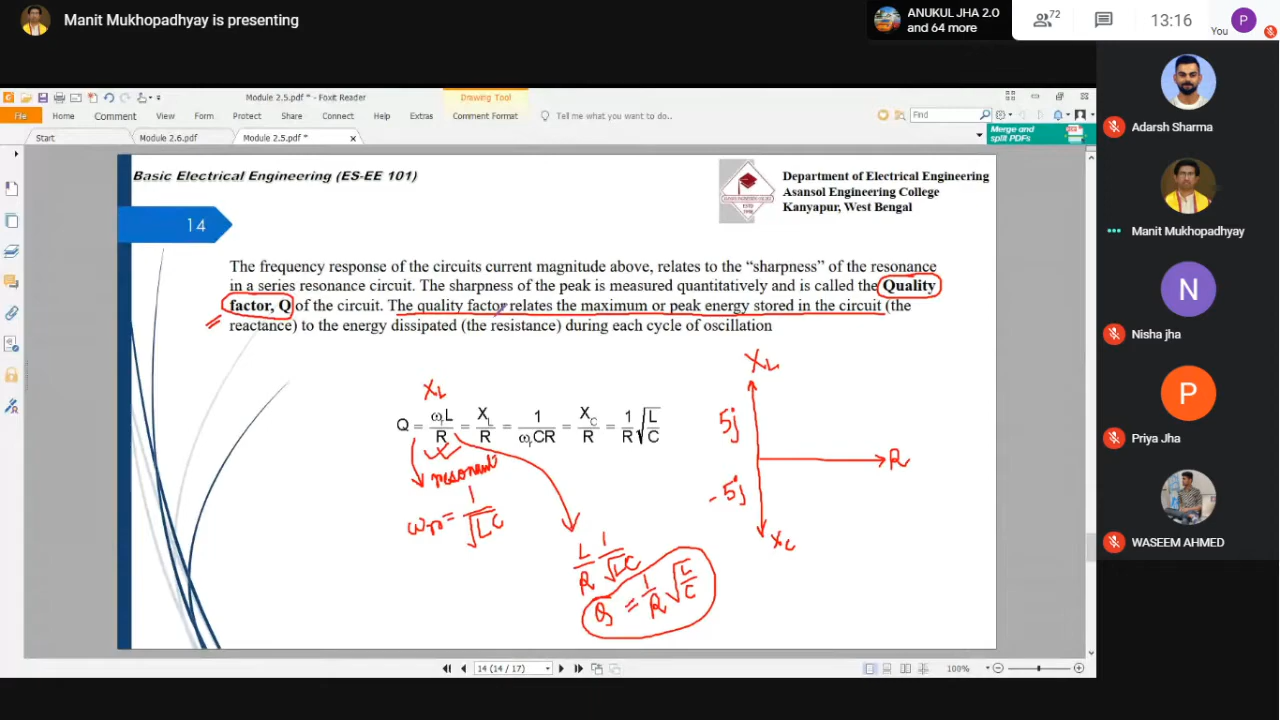 Manit Mukhopadhyay is presenting
ANUKUL JHA 2.0
and 64 more
72
13:16
You
P
Module 2.5.pdf * - Foxit Reader
Drawing Tool
File
Home
Comment
View
Form
Protect
Share
Connect
Help
Extras
Comment Format
Tell me what you want to do..
Find
Start
Module 2.6.pdf
Module 2.5.pdf *
Merge and
split PDFs
Basic Electrical Engineering (ES-EE 101)
Department of Electrical Engineering
Asansol Engineering College
Kanyapur, West Bengal
14
The frequency response of the circuits current magnitude above, relates to the “sharpness” of the resonance
in a series resonance circuit. The sharpness of the peak is measured quantitatively and is called the Quality
factor, Q of the circuit. The quality factor relates the maximum or peak energy stored in the circuit (the
reactance) to the energy dissipated (the resistance) during each cycle of oscillation
XL
Q = ωrL/R = XL/R = 1/ωrCR = XC/R = 1/R √L/C
resonant
ωr = 1/√LC
L/R 1/√LC
Q = 1/R √L/C
XL
5j
R
-5j
XC
14 (14 / 17)
100%
Adarsh Sharma
Manit Mukhopadhyay
N
Nisha jha
P
Priya Jha
WASEEM AHMED